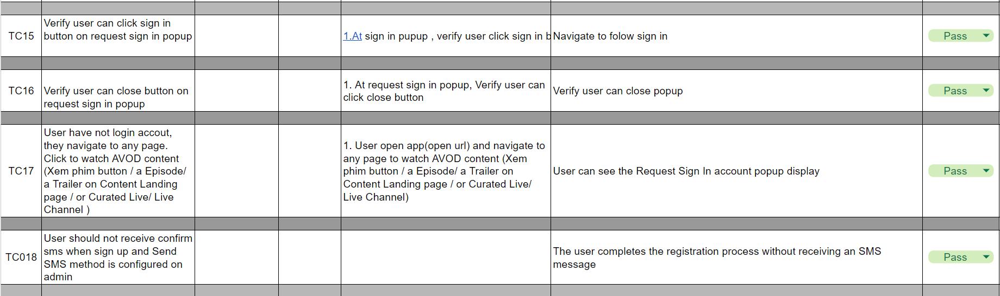 TC15
Verify user can click sign in
button on request sign in popup
1.At sign in pupup , verify user click sign in b
Navigate to folow sign in
Pass
TC16
Verify user can close button on
request sign in popup
1. At request sign in popup, Verify user can
click close button
Verify user can close popup
Pass
TC17
User have not login accout,
they navigate to any page.
Click to watch AVOD content
(Xem phim button / a Episode/
a Trailer on Content Landing
page / or Curated Live/ Live
Channel )
1. User open app(open url) and navigate to
any page to watch AVOD content (Xem
phim button / a Episode/ a Trailer on
Content Landing page / or Curated Live/
Live Channel)
User can see the Request Sign In account popup display
Pass
TC018
User should not receive confirm
sms when sign up and Send
SMS method is configured on
admin
The user completes the registration process without receiving an SMS
message
Pass